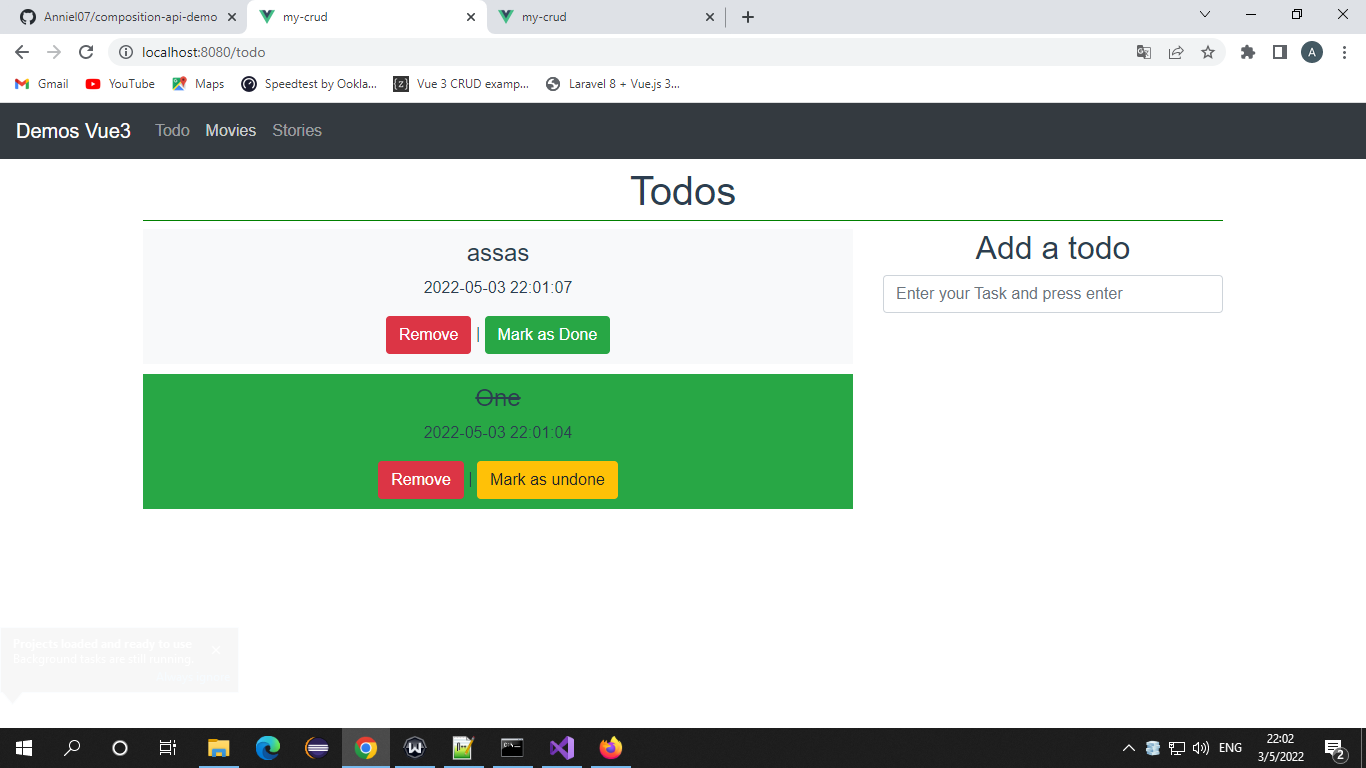 Anniel07/composition-api-demo
my-crud
my-crud
localhost:8080/todo
A
Gmail
YouTube
Maps
Speedtest by Ookla...
Vue 3 CRUD examp...
Laravel 8 + Vue.js 3...
Demos Vue3
Todo
Movies
Stories
Todos
assas
2022-05-03 22:01:07
Remove | Mark as Done
One
2022-05-03 22:01:04
Remove | Mark as undone
Add a todo
Enter your Task and press enter
Projects loaded and ready to use
Background tasks are still running.
ENG
22:02
3/5/2022
2